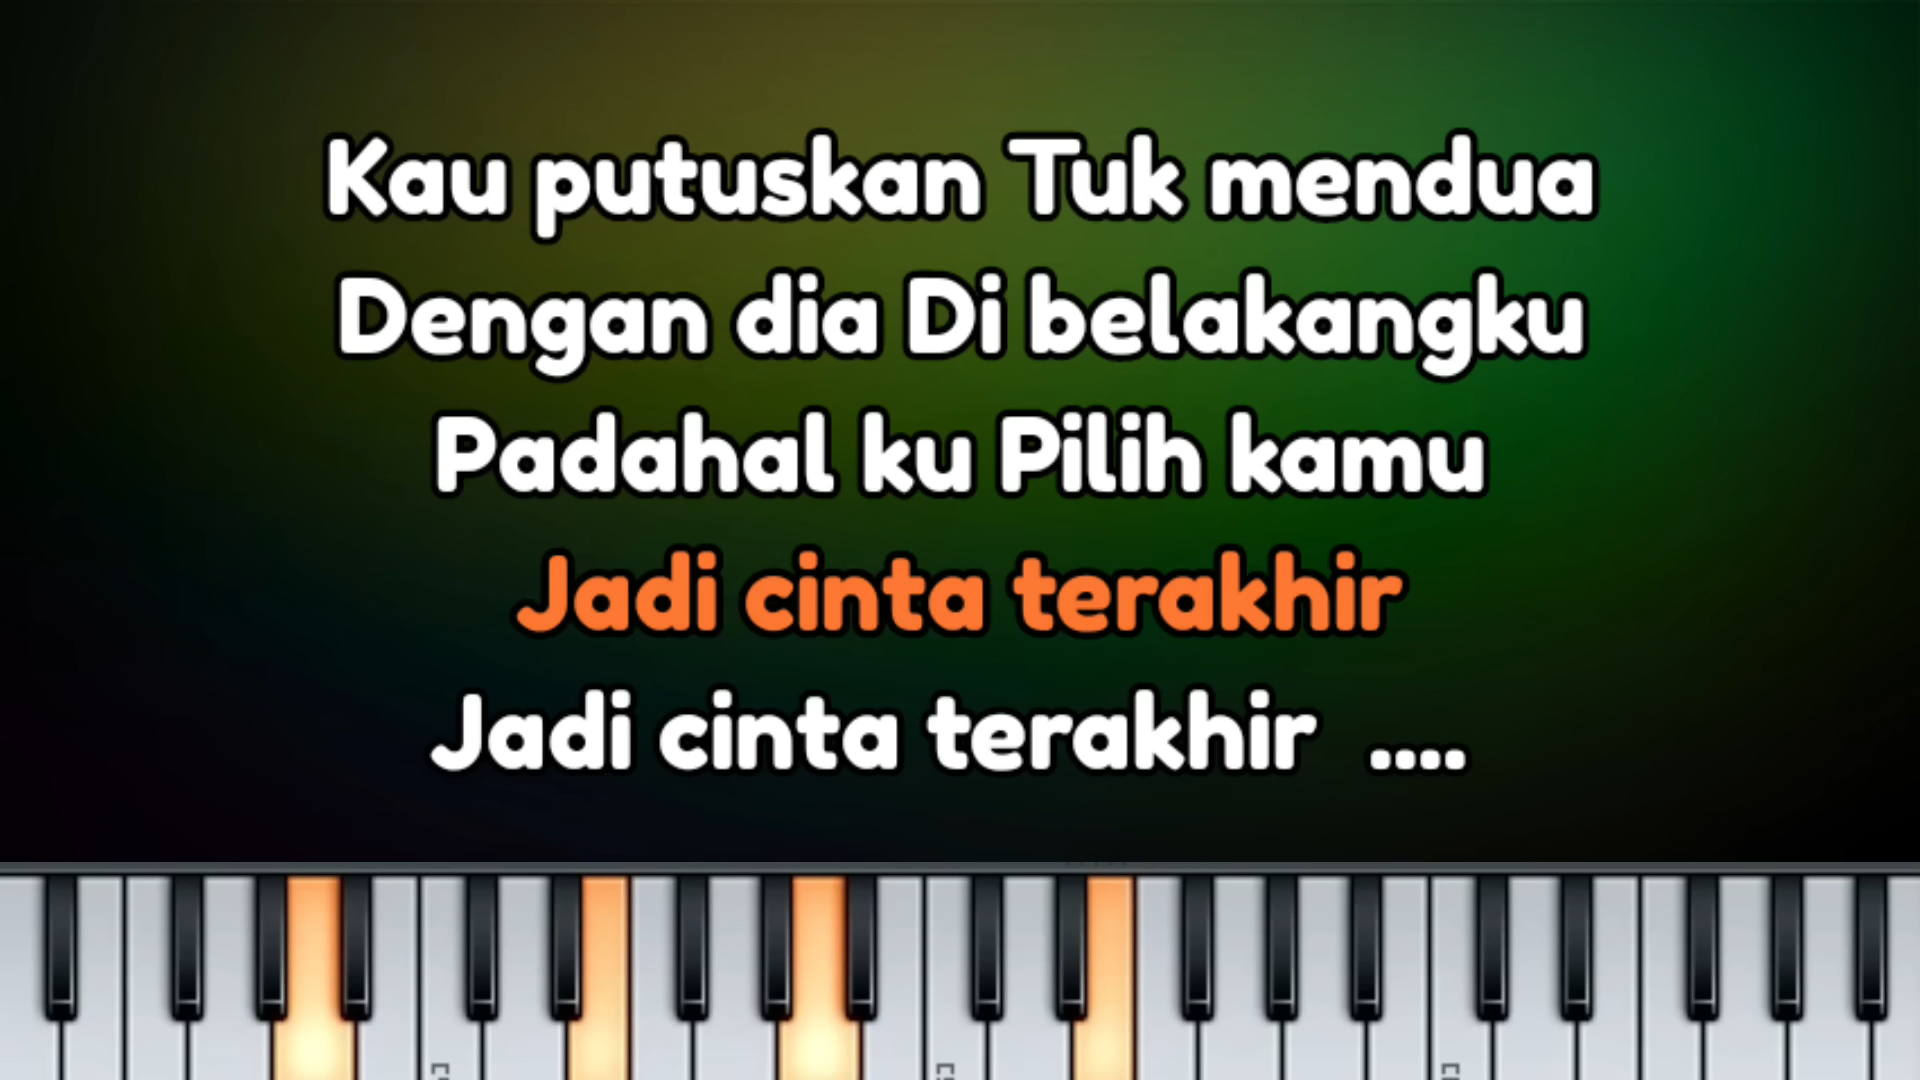 Kau putuskan Tuk mendua
Dengan dia Di belakangku
Padahal ku Pilih kamu
Jadi cinta terakhir
Jadi cinta terakhir ....